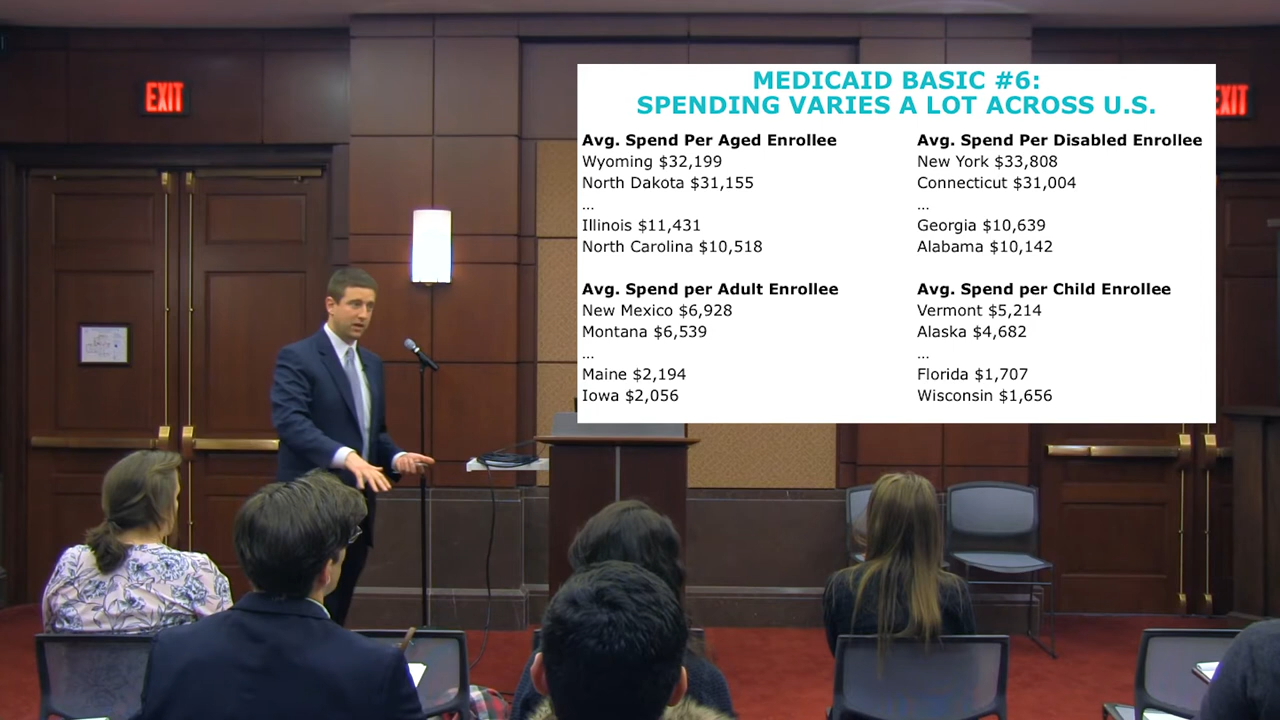 EXIT
EXIT
MEDICAID BASIC #6:
SPENDING VARIES A LOT ACROSS U.S.
Avg. Spend Per Aged Enrollee
Wyoming $32,199
North Dakota $31,155
...
Illinois $11,431
North Carolina $10,518
Avg. Spend Per Disabled Enrollee
New York $33,808
Connecticut $31,004
...
Georgia $10,639
Alabama $10,142
Avg. Spend per Adult Enrollee
New Mexico $6,928
Montana $6,539
...
Maine $2,194
Iowa $2,056
Avg. Spend per Child Enrollee
Vermont $5,214
Alaska $4,682
...
Florida $1,707
Wisconsin $1,656